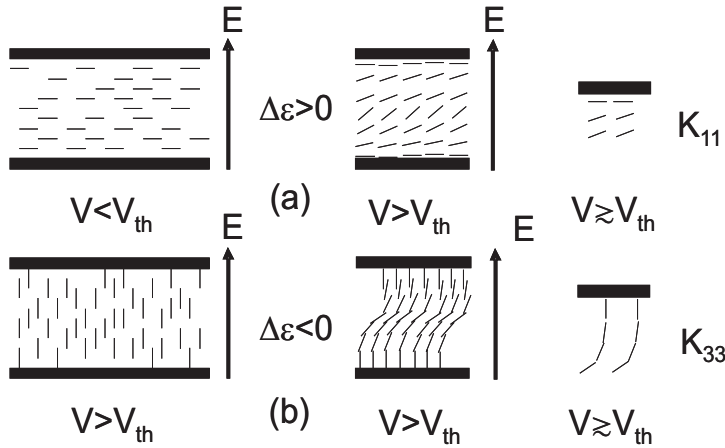 E
E
Δε>0
K₁₁
V<Vₜₕ
(a)
V>Vₜₕ
V≳Vₜₕ
E
E
Δε<0
K₃₃
V>Vₜₕ
(b)
V>Vₜₕ
V≳Vₜₕ